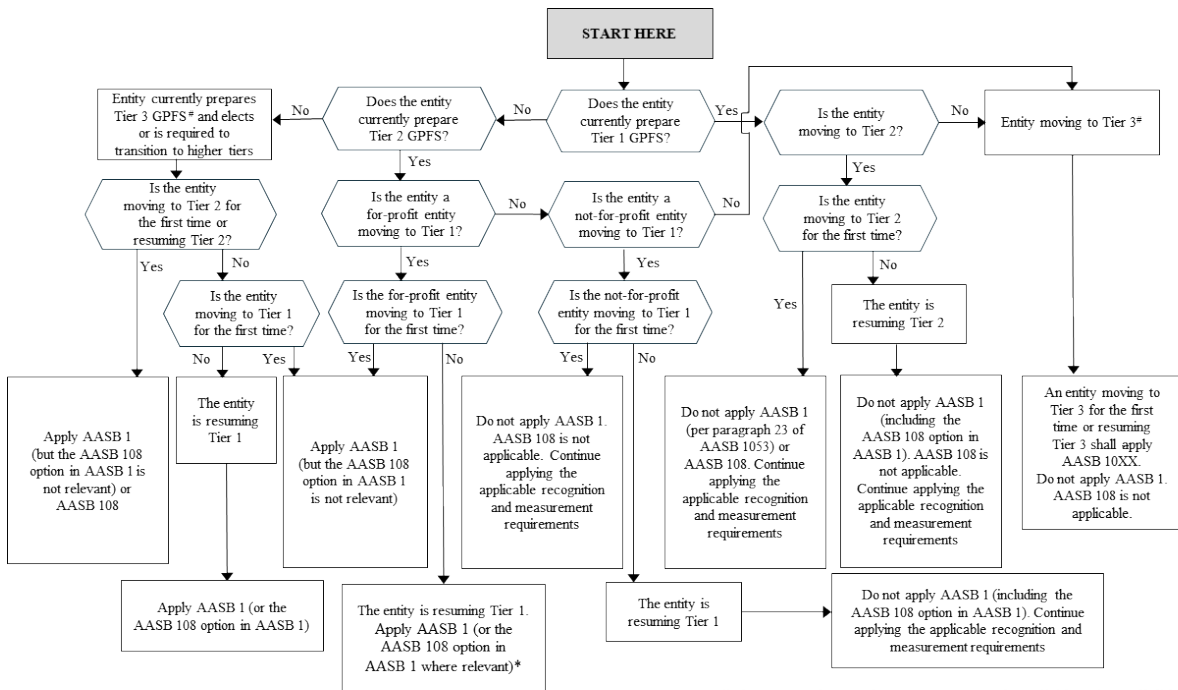 START HERE
Entity currently prepares
Tier 3 GPFS# and elects
or is required to
transition to higher tiers
No
Does the entity
currently prepare
Tier 2 GPFS?
No
Does the entity
currently prepare
Tier 1 GPFS?
Yes
Is the entity
moving to Tier 2?
No
Entity moving to Tier 3#
Yes
Yes
Is the entity
moving to Tier 2 for
the first time or
resuming Tier 2?
Is the entity a
for-profit entity
moving to Tier 1?
No
Is the entity a
not-for-profit entity
moving to Tier 1?
No
Is the entity
moving to Tier 2
for the first time?
Yes
No
Yes
Yes
No
Is the entity
moving to Tier 1
for the first time?
Is the for-profit entity
moving to Tier 1
for the first time?
Is the not-for-profit
entity moving to Tier 1
for the first time?
Yes
The entity is
resuming Tier 2
No
Yes
Yes
No
Yes
No
Apply AASB 1
(but the AASB 108
option in AASB 1 is
not relevant) or
AASB 108
The entity
is resuming
Tier 1
Apply AASB 1
(but the AASB 108
option in AASB 1
is not relevant)
Do not apply AASB 1.
AASB 108 is not
applicable. Continue
applying the
applicable recognition
and measurement
requirements
Do not apply AASB 1
(per paragraph 23 of
AASB 1053) or
AASB 108. Continue
applying the
applicable recognition
and measurement
requirements
Do not apply AASB 1
(including the
AASB 108 option in
AASB 1). AASB 108 is
not applicable.
Continue applying the
applicable recognition
and measurement
requirements
An entity moving to
Tier 3 for the first
time or resuming
Tier 3 shall apply
AASB 10XX.
Do not apply AASB 1.
AASB 108 is not
applicable.
Apply AASB 1 (or the
AASB 108 option in AASB 1)
The entity is resuming Tier 1.
Apply AASB 1 (or the
AASB 108 option in
AASB 1 where relevant)*
The entity is
resuming Tier 1
Do not apply AASB 1 (including the
AASB 108 option in AASB 1). Continue
applying the applicable recognition and
measurement requirements